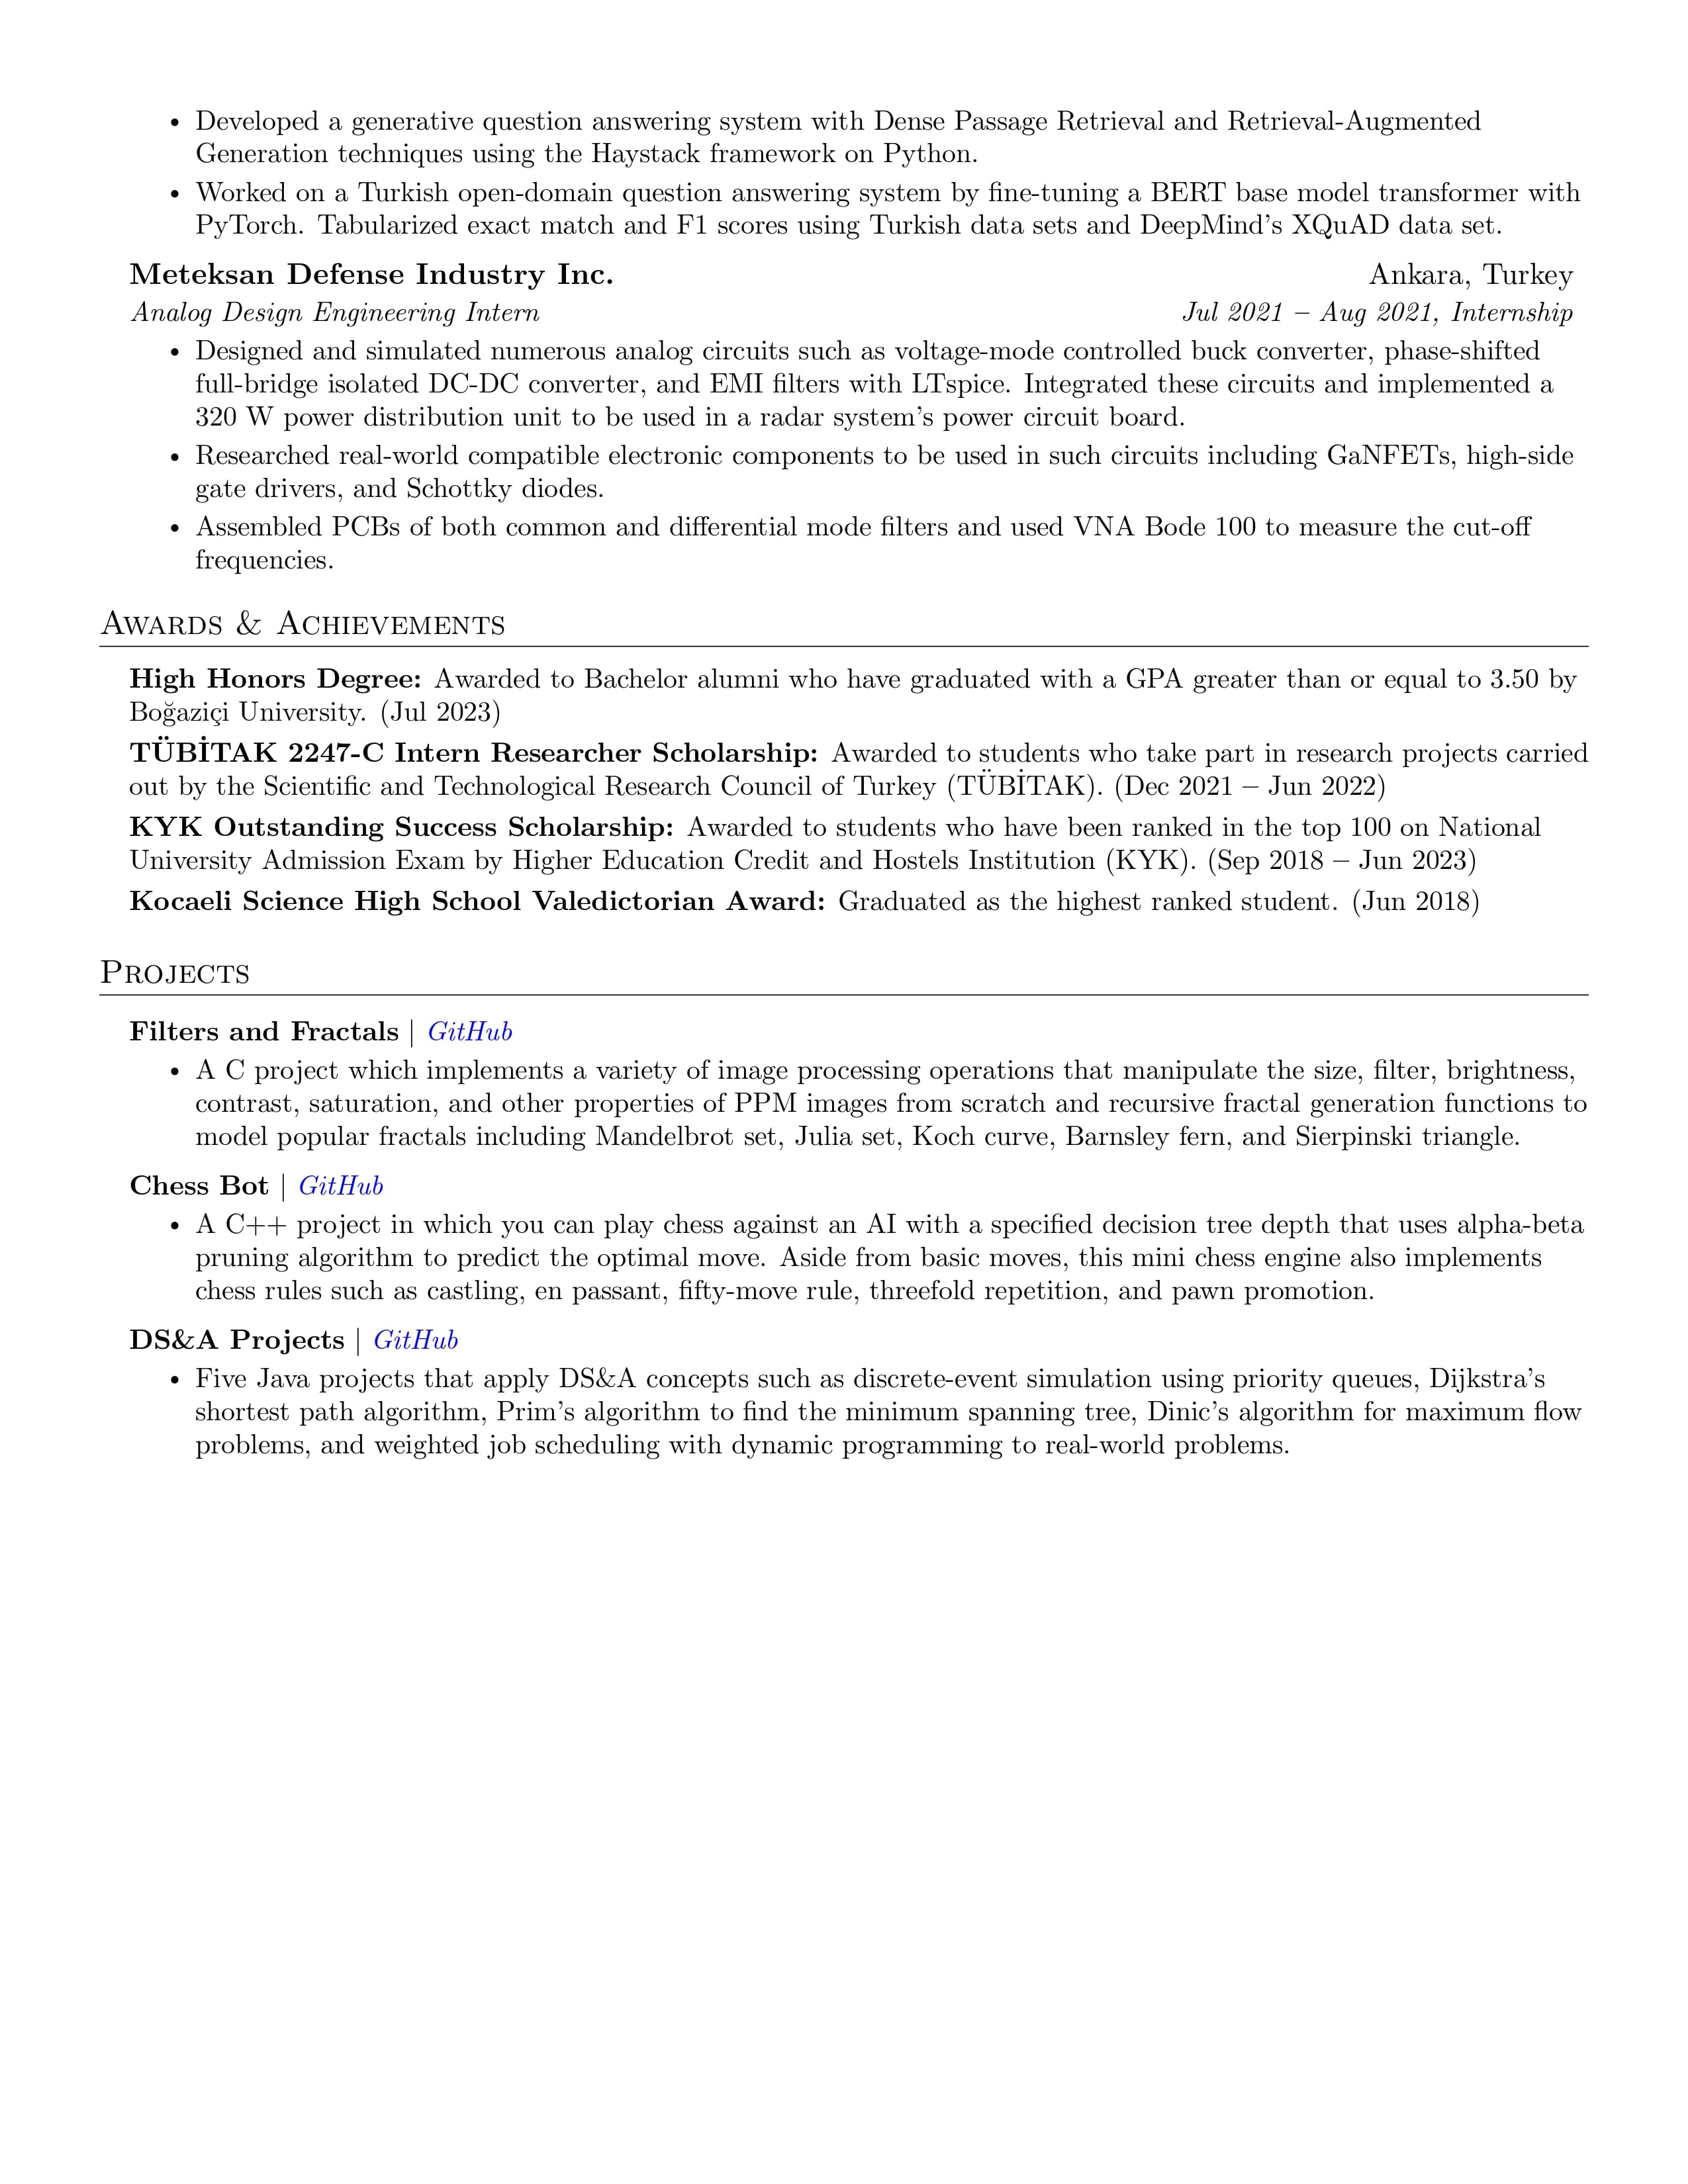 • Developed a generative question answering system with Dense Passage Retrieval and Retrieval-Augmented
Generation techniques using the Haystack framework on Python.
• Worked on a Turkish open-domain question answering system by fine-tuning a BERT base model transformer with
PyTorch. Tabularized exact match and F1 scores using Turkish data sets and DeepMind's XQuAD data set.
Meteksan Defense Industry Inc. Ankara, Turkey
Analog Design Engineering Intern Jul 2021 – Aug 2021, Internship
• Designed and simulated numerous analog circuits such as voltage-mode controlled buck converter, phase-shifted
full-bridge isolated DC-DC converter, and EMI filters with LTspice. Integrated these circuits and implemented a
320 W power distribution unit to be used in a radar system's power circuit board.
• Researched real-world compatible electronic components to be used in such circuits including GaNFETs, high-side
gate drivers, and Schottky diodes.
• Assembled PCBs of both common and differential mode filters and used VNA Bode 100 to measure the cut-off
frequencies.
Awards & Achievements
High Honors Degree: Awarded to Bachelor alumni who have graduated with a GPA greater than or equal to 3.50 by
Boğaziçi University. (Jul 2023)
TÜBİTAK 2247-C Intern Researcher Scholarship: Awarded to students who take part in research projects carried
out by the Scientific and Technological Research Council of Turkey (TÜBİTAK). (Dec 2021 – Jun 2022)
KYK Outstanding Success Scholarship: Awarded to students who have been ranked in the top 100 on National
University Admission Exam by Higher Education Credit and Hostels Institution (KYK). (Sep 2018 – Jun 2023)
Kocaeli Science High School Valedictorian Award: Graduated as the highest ranked student. (Jun 2018)
Projects
Filters and Fractals | GitHub
• A C project which implements a variety of image processing operations that manipulate the size, filter, brightness,
contrast, saturation, and other properties of PPM images from scratch and recursive fractal generation functions to
model popular fractals including Mandelbrot set, Julia set, Koch curve, Barnsley fern, and Sierpinski triangle.
Chess Bot | GitHub
• A C++ project in which you can play chess against an AI with a specified decision tree depth that uses alpha-beta
pruning algorithm to predict the optimal move. Aside from basic moves, this mini chess engine also implements
chess rules such as castling, en passant, fifty-move rule, threefold repetition, and pawn promotion.
DS&A Projects | GitHub
• Five Java projects that apply DS&A concepts such as discrete-event simulation using priority queues, Dijkstra's
shortest path algorithm, Prim's algorithm to find the minimum spanning tree, Dinic's algorithm for maximum flow
problems, and weighted job scheduling with dynamic programming to real-world problems.